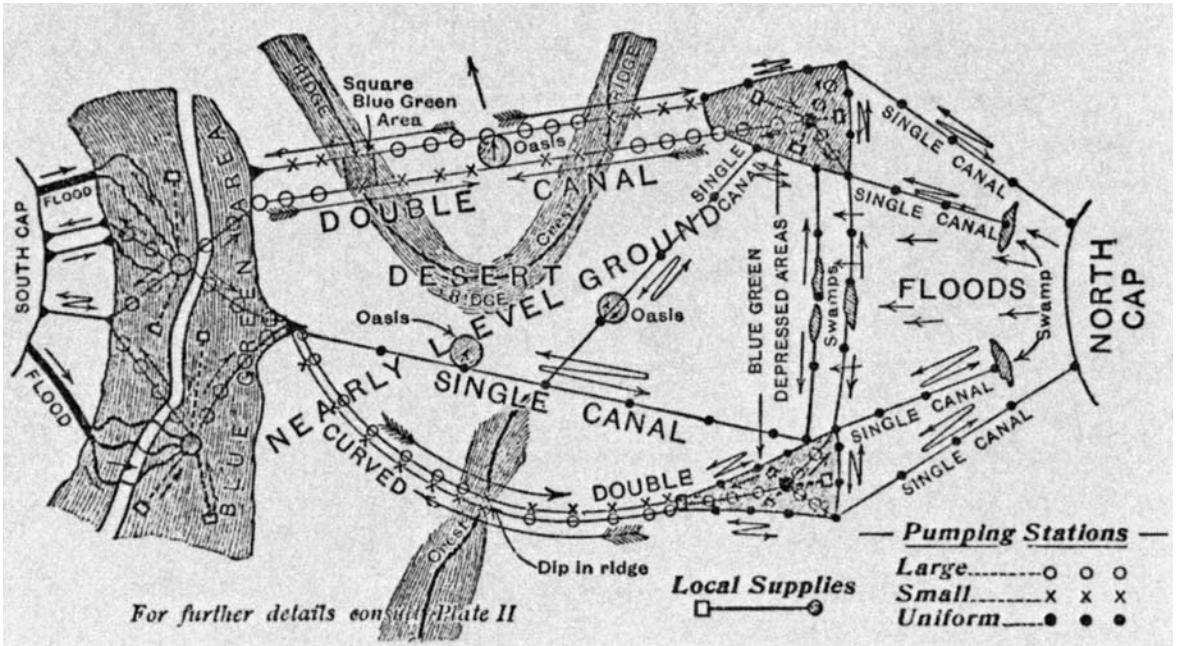 RIDGE
RIDGE
Square
Blue Green
Area
Oasis
DOUBLE CANAL
Crest
DESERT
RIDGE
SINGLE
CANAL
SINGLE CANAL
SINGLE CANAL
SOUTH CAP
FLOOD
FLOOD
BLUE GREEN AREA
NEARLY LEVEL GROUND
Oasis
Oasis
SINGLE CANAL
BLUE GREEN
DEPRESSED AREAS
Swamps
FLOODS
Swamp
NORTH
CAP
CURVED DOUBLE
SINGLE CANAL
SINGLE CANAL
Crest
Dip in ridge
For further details consult Plate II
Local Supplies
Pumping Stations
Large
Small
Uniform